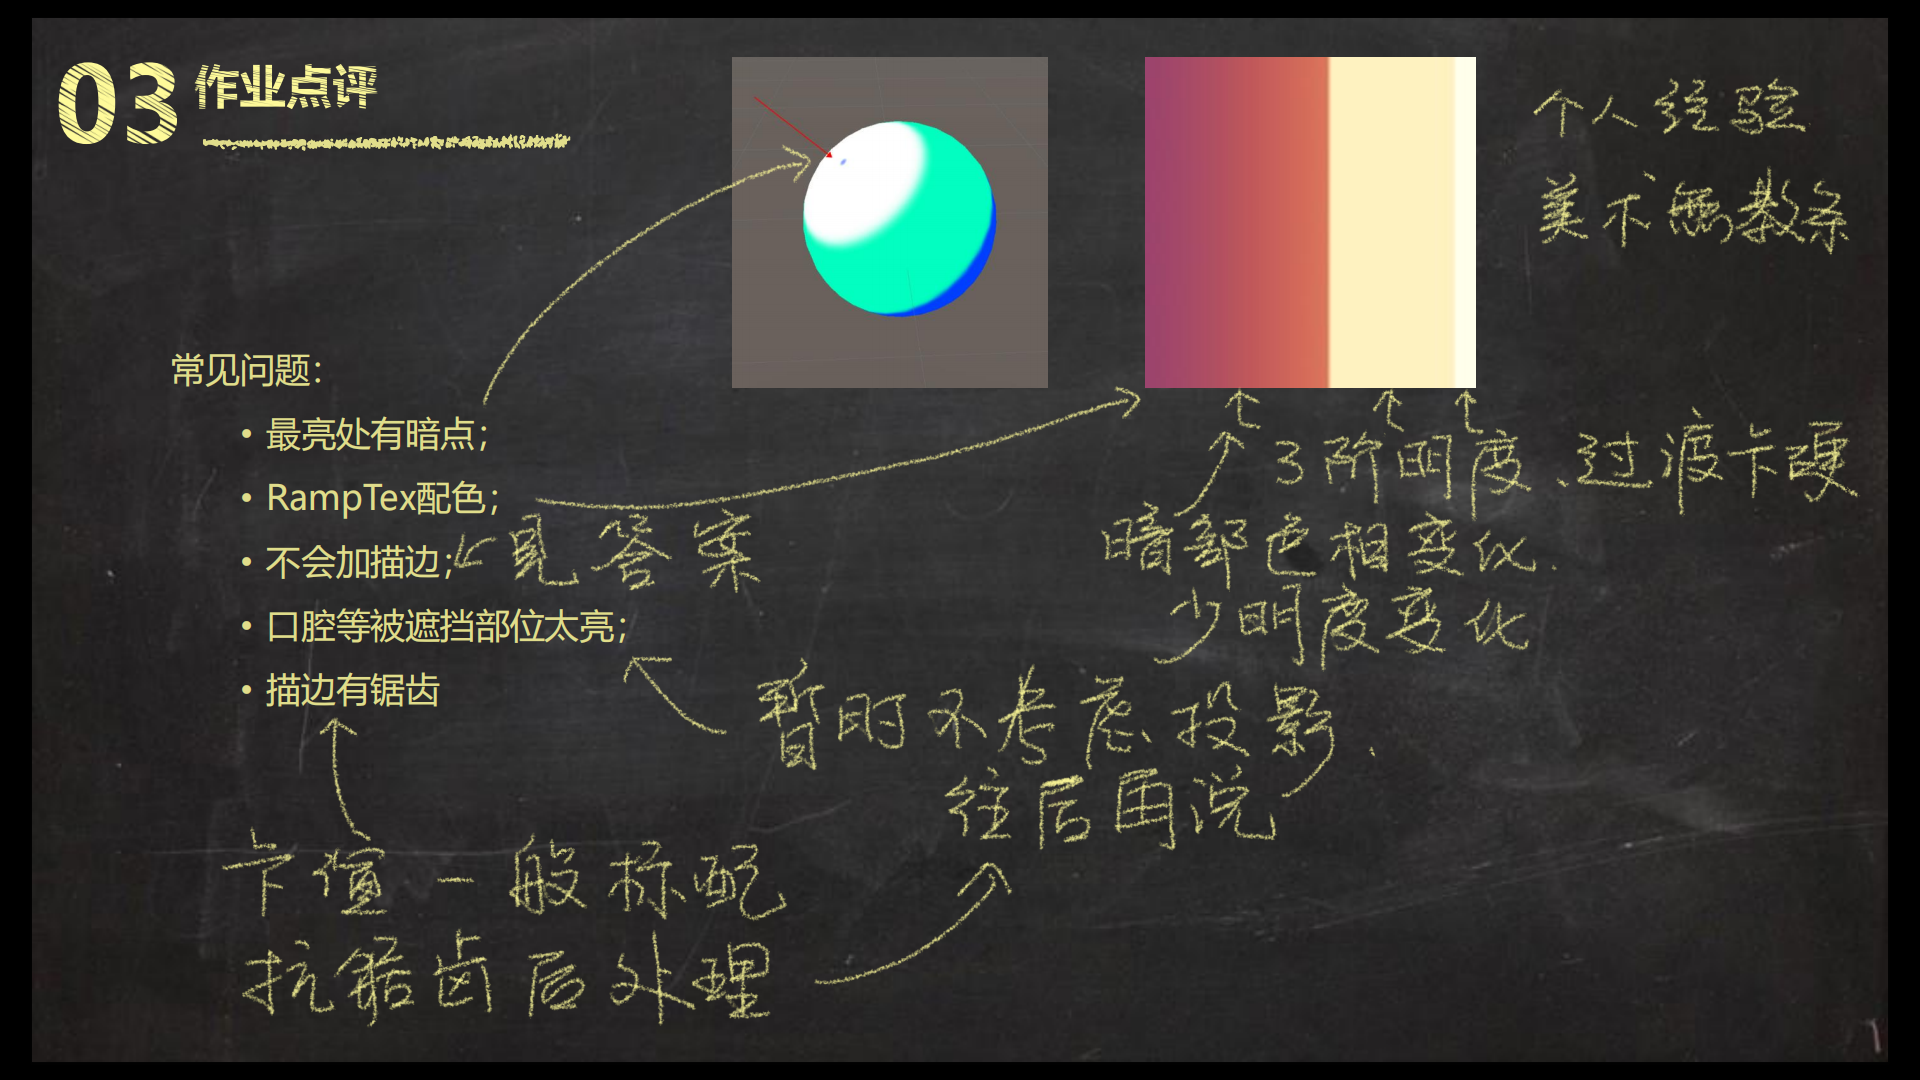 03 作业点评
个人经验
美术无教条
常见问题：
• 最亮处有暗点；
• RampTex配色；
• 不会加描边；
见答案
• 口腔等被遮挡部位太亮；
• 描边有锯齿
3阶明度、过渡卡硬
暗部色相变化.
少明度变化
暂时不考虑投影.
往后再说
卡值一般标配
抗锯齿后处理